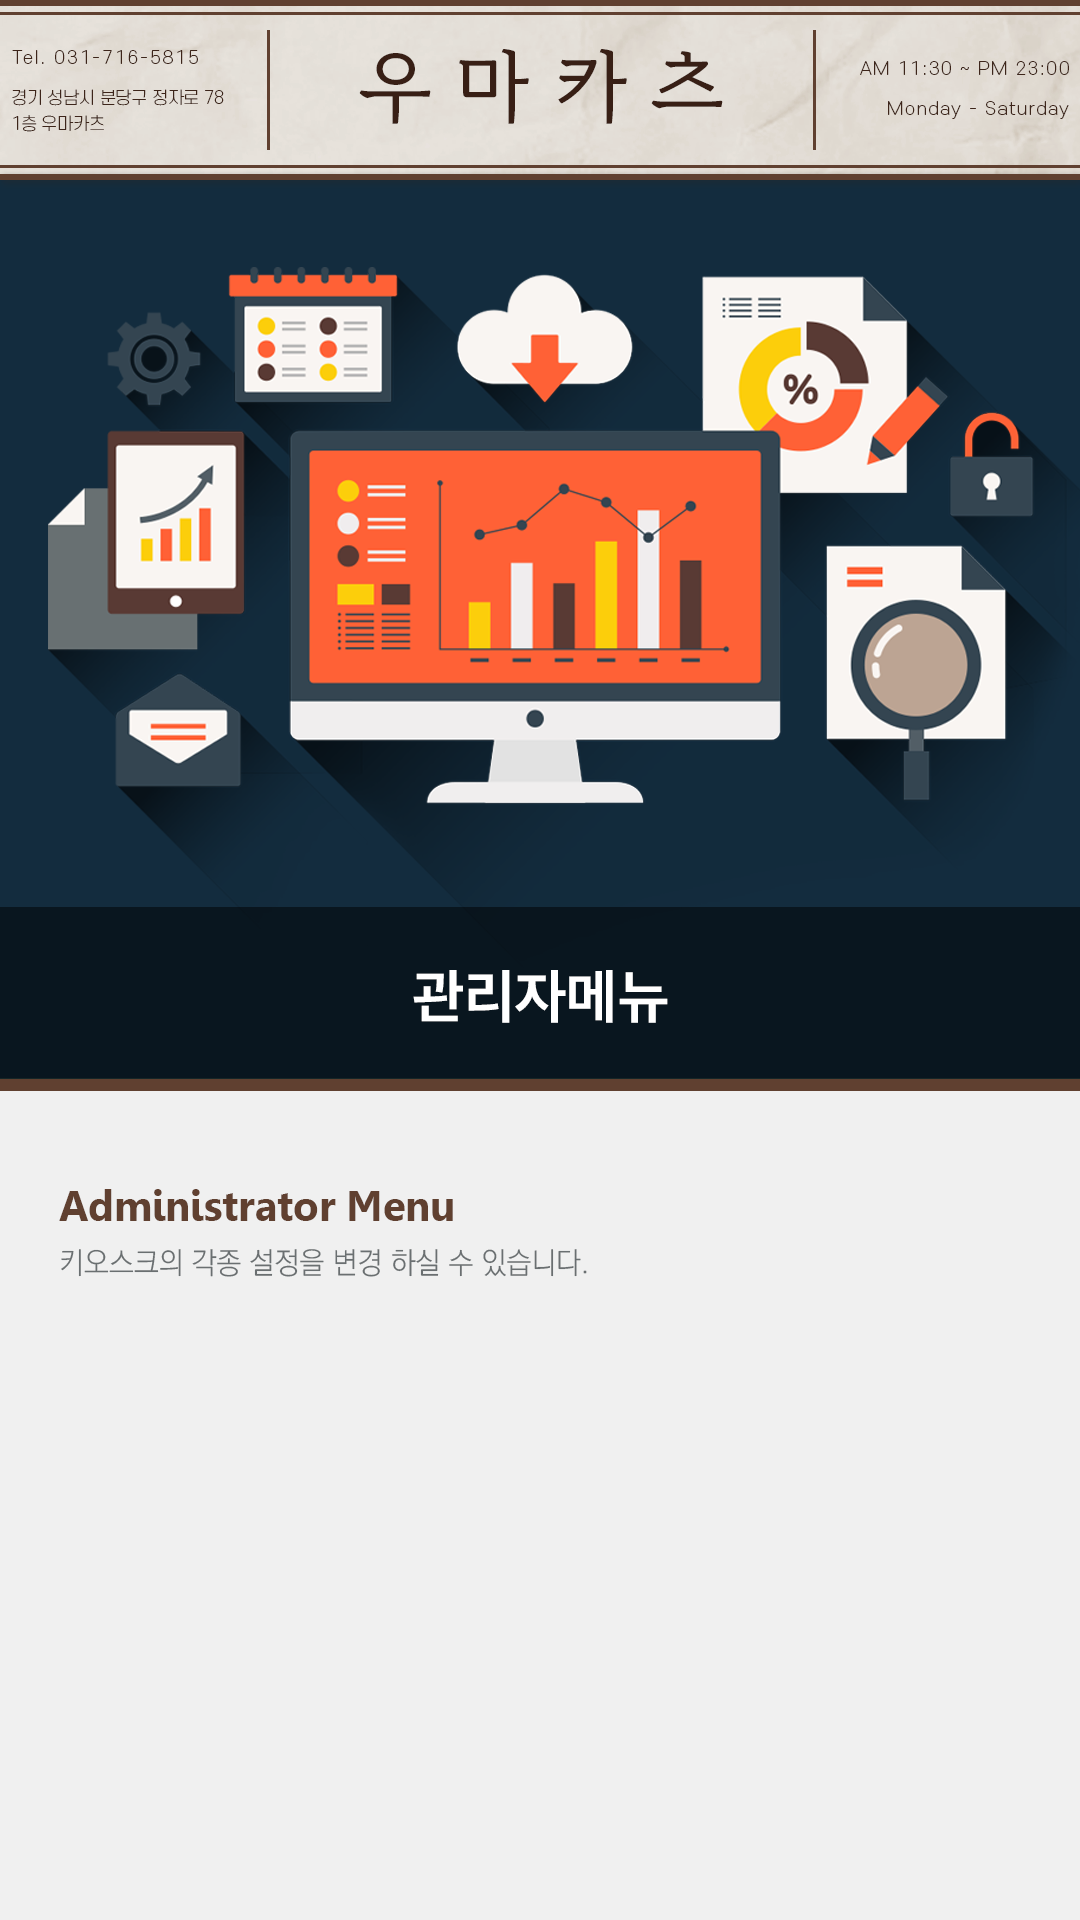 Tel. 031-716-5815
경기 성남시 분당구 정자로 78
1층 우마카츠
우마카츠
AM 11:30 ~ PM 23:00
Monday - Saturday
%
관리자메뉴
Administrator Menu
키오스크의 각종 설정을 변경 하실 수 있습니다.